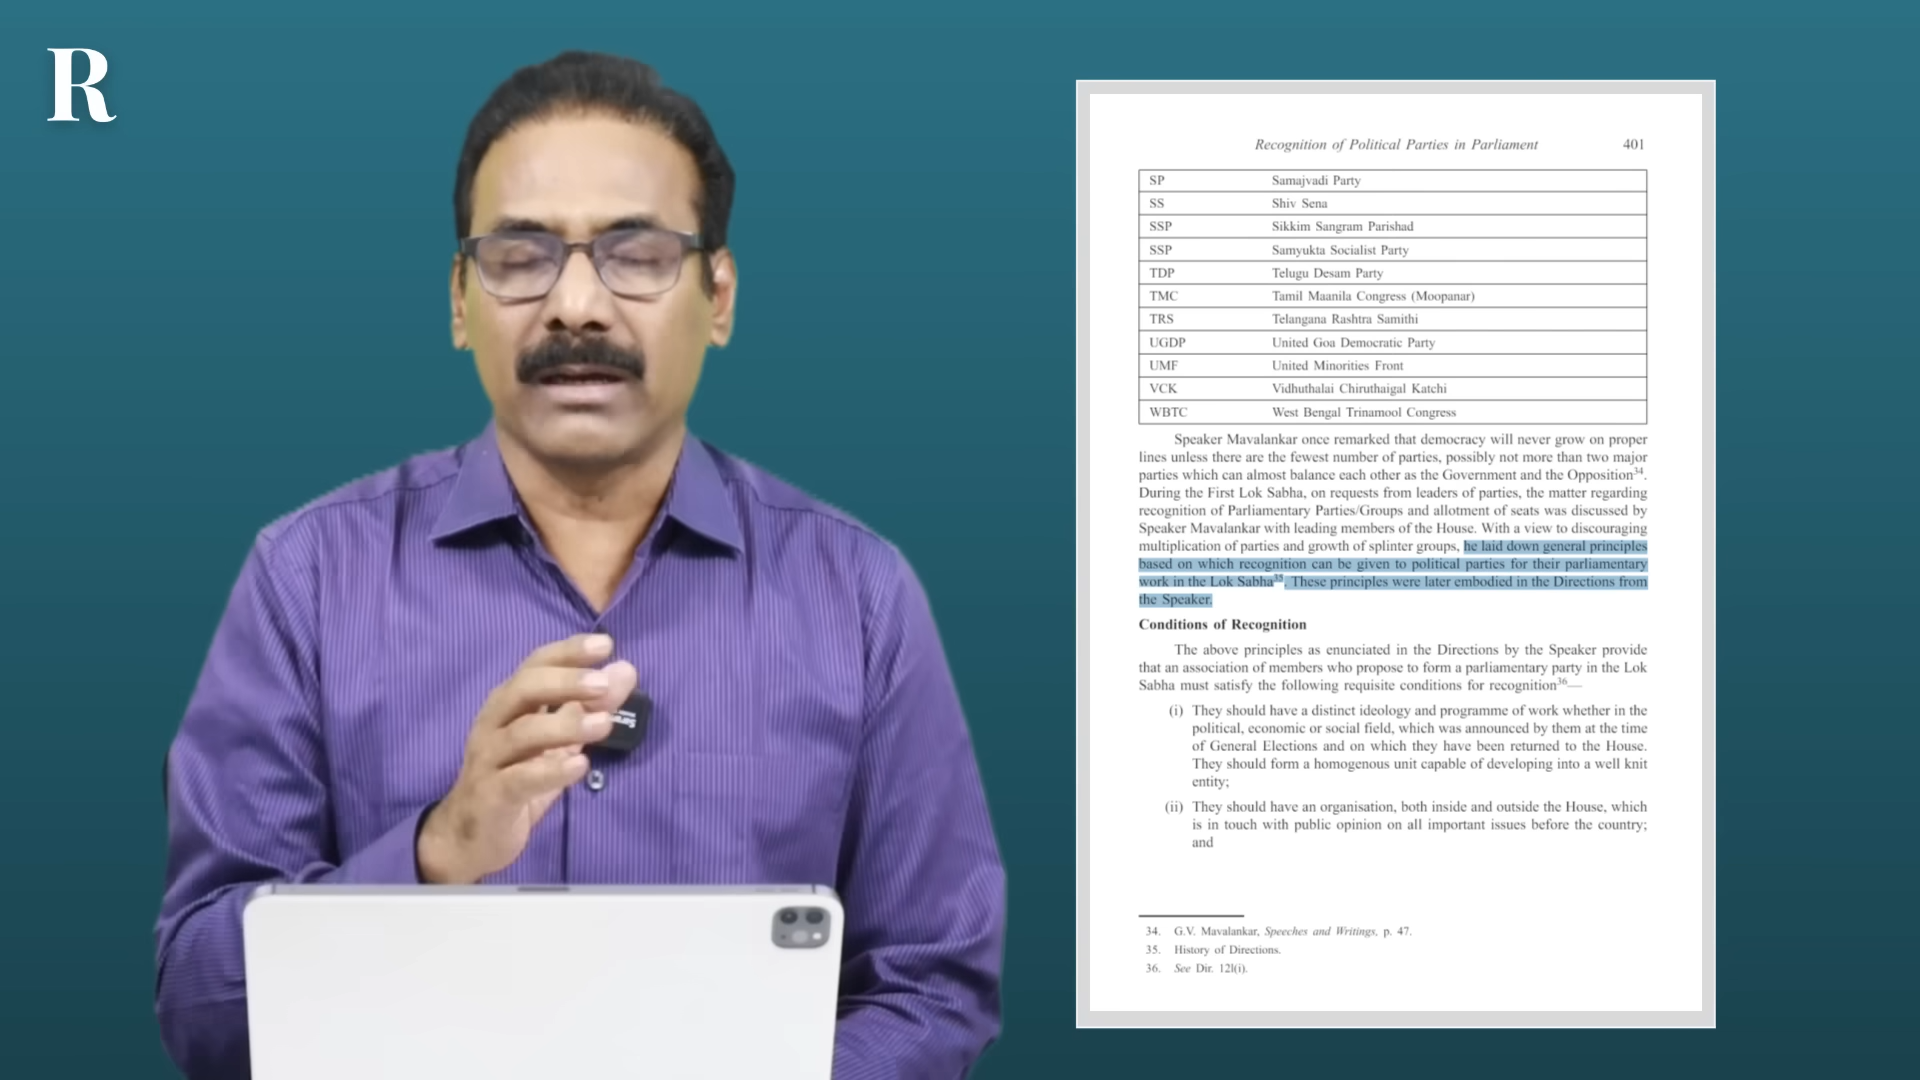 R
Recognition of Political Parties in Parliament 401
SP Samajvadi Party
SS Shiv Sena
SSP Sikkim Sangram Parishad
SSP Samyukta Socialist Party
TDP Telugu Desam Party
TMC Tamil Maanila Congress (Moopanar)
TRS Telangana Rashtra Samithi
UGDP United Goa Democratic Party
UMF United Minorities Front
VCK Vidhuthalai Chiruthaigal Katchi
WBTC West Bengal Trinamool Congress
Speaker Mavalankar once remarked that democracy will never grow on proper
lines unless there are the fewest number of parties, possibly not more than two major
parties which can almost balance each other as the Government and the Opposition34.
During the First Lok Sabha, on requests from leaders of parties, the matter regarding
recognition of Parliamentary Parties/Groups and allotment of seats was discussed by
Speaker Mavalankar with leading members of the House. With a view to discouraging
multiplication of parties and growth of splinter groups, he laid down general principles
based on which recognition can be given to political parties for their parliamentary
work in the Lok Sabha35. These principles were later embodied in the Directions from
the Speaker.
Conditions of Recognition
The above principles as enunciated in the Directions by the Speaker provide
that an association of members who propose to form a parliamentary party in the Lok
Sabha must satisfy the following requisite conditions for recognition36—
(i) They should have a distinct ideology and programme of work whether in the
political, economic or social field, which was announced by them at the time
of General Elections and on which they have been returned to the House.
They should form a homogenous unit capable of developing into a well knit
entity;
(ii) They should have an organisation, both inside and outside the House, which
is in touch with public opinion on all important issues before the country;
and
34. G.V. Mavalankar, Speeches and Writings, p. 47.
35. History of Directions.
36. See Dir. 121(i).